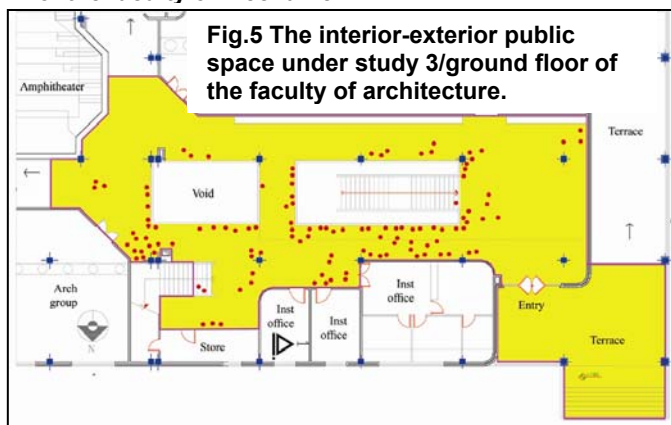 Fig.5 The interior-exterior public
space under study 3/ground floor of
the faculty of architecture.
Amphitheater
Terrace
Void
Arch
group
N
Inst
office
Inst
office
Inst
office
Store
Entry
Terrace